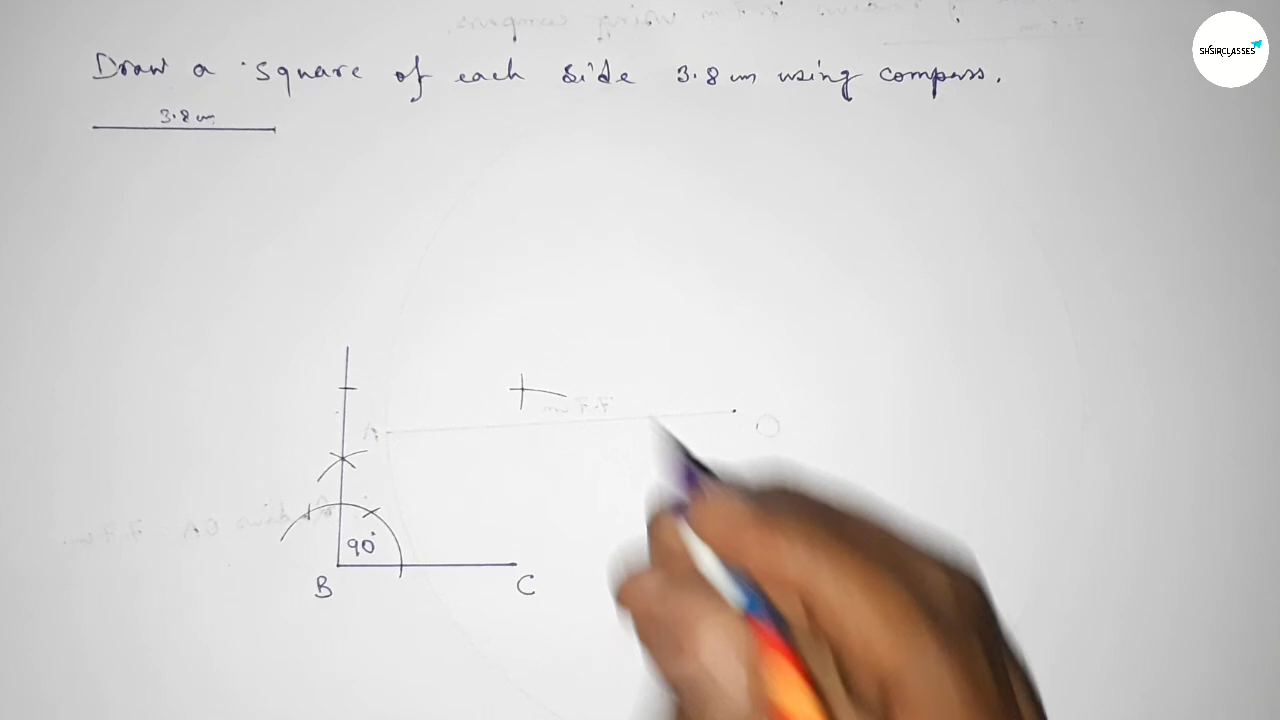 Draw a square of each side 3.8 cm using compass.
3.8 cm
SHSIRCLASSES
90°
B
C